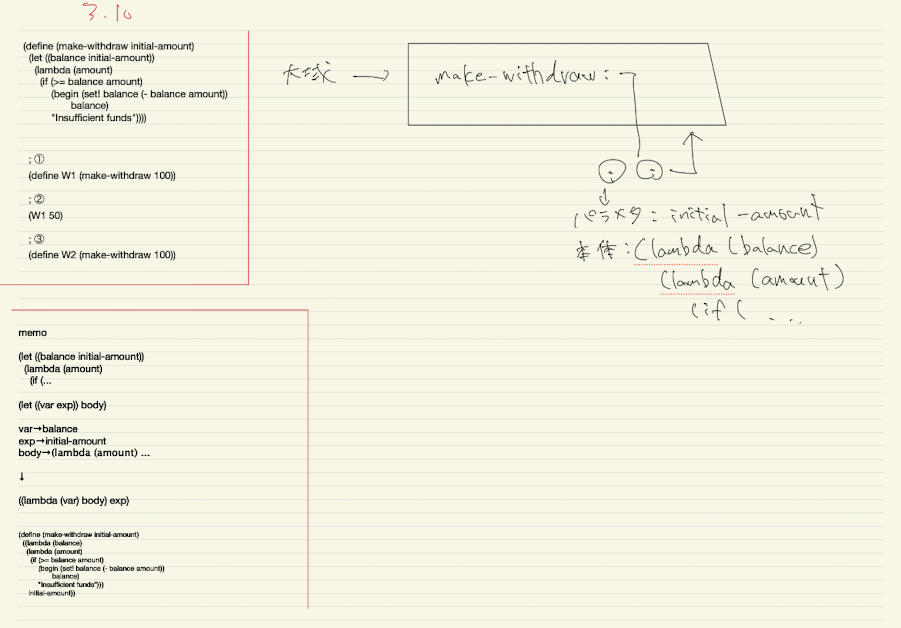 3.10
(define (make-withdraw initial-amount)
(let ((balance initial-amount))
(lambda (amount)
(if (>= balance amount)
(begin (set! balance (- balance amount))
balance)
"Insufficient funds"))))
; ①
(define W1 (make-withdraw 100))
; ②
(W1 50)
; ③
(define W2 (make-withdraw 100))
大域 → make-withdraw:
パラメタ: initial-amount
本体: (lambda (balance)
(lambda (amount)
(if ( ...
memo
(let ((balance initial-amount))
(lambda (amount)
(if (...
(let ((var exp)) body)
var→balance
exp→initial-amount
body→(lambda (amount) ...
↓
((lambda (var) body) exp)
(define (make-withdraw initial-amount)
((lambda (balance)
(lambda (amount)
(if (>= balance amount)
(begin (set! balance (- balance amount))
balance)
"Insufficient funds")))
initial-amount))